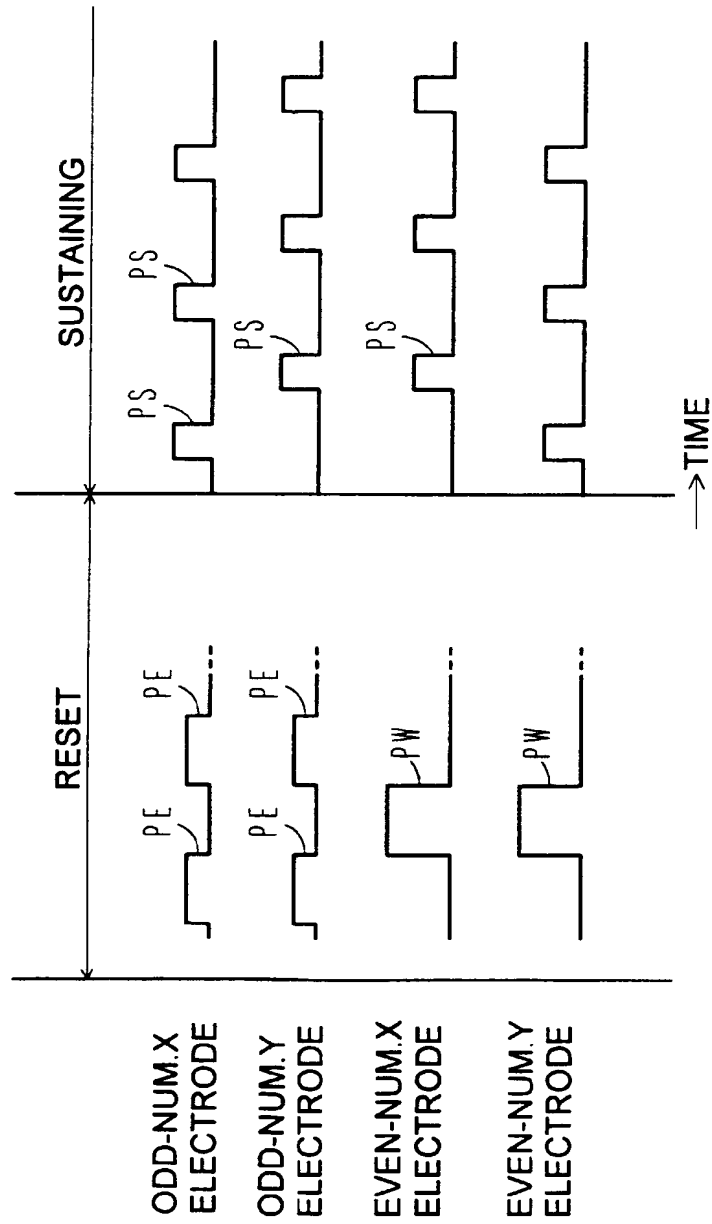 RESET
SUSTAINING
ODD-NUM.X
ELECTRODE
PE
PE
PS
PS
ODD-NUM.Y
ELECTRODE
PE
PE
PS
EVEN-NUM.X
ELECTRODE
PW
PS
EVEN-NUM.Y
ELECTRODE
PW
→TIME